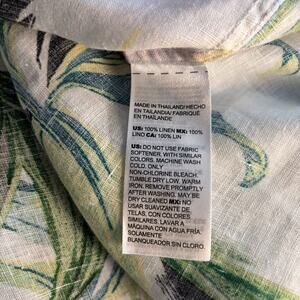 MADE IN THAILAND/HECHO
EN TAILANDIA/FABRIQUÉ
EN THAÏLANDE
US: 100% LINEN MX: 100%
LINO CA: 100% LIN
US: DO NOT USE FABRIC
SOFTENER, WITH SIMILAR
COLORS, MACHINE WASH
COLD, ONLY
NON-CHLORINE BLEACH,
TUMBLE DRY LOW, WARM
IRON. REMOVE PROMPTLY
AFTER WASHING. MAY BE
DRY CLEANED MX: NO
USAR SUAVIZANTE DE
TELAS, CON COLORES
SIMILARES, LAVAR A
MÁQUINA CON AGUA FRÍA,
SOLAMENTE
BLANQUEADOR SIN CLORO,